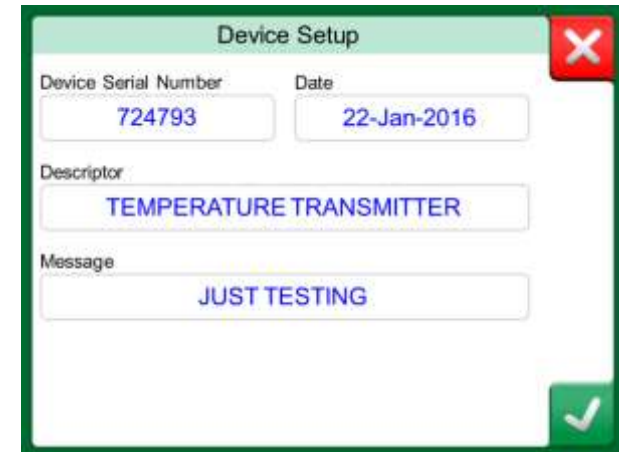 Device Setup
Device Serial Number Date
724793 22-Jan-2016
Descriptor
TEMPERATURE TRANSMITTER
Message
JUST TESTING